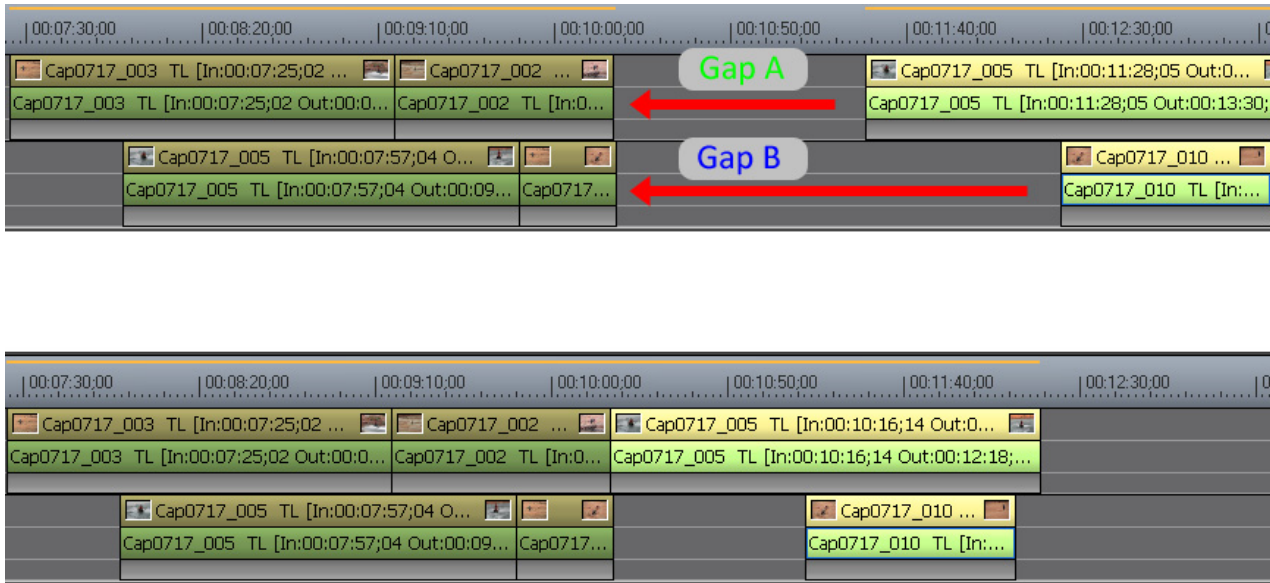 00:07:30;00 00:08:20;00 00:09:10;00 00:10:00;00 00:10:50;00 00:11:40;00 00:12:30;00
Cap0717_003 TL [In:00:07:25;02 ... Cap0717_002 ... Gap A Cap0717_005 TL [In:00:11:28;05 Out:0...
Cap0717_003 TL [In:00:07:25;02 Out:00:0... Cap0717_002 TL [In:0... Cap0717_005 TL [In:00:11:28;05 Out:00:13:30;
Cap0717_005 TL [In:00:07:57;04 O... Gap B Cap0717_010 ...
Cap0717_005 TL [In:00:07:57;04 Out:00:09... Cap0717... Cap0717_010 TL [In:...
00:07:30;00 00:08:20;00 00:09:10;00 00:10:00;00 00:10:50;00 00:11:40;00 00:12:30;00
Cap0717_003 TL [In:00:07:25;02 ... Cap0717_002 ... Cap0717_005 TL [In:00:10:16;14 Out:0...
Cap0717_003 TL [In:00:07:25;02 Out:00:0... Cap0717_002 TL [In:0... Cap0717_005 TL [In:00:10:16;14 Out:00:12:18;...
Cap0717_005 TL [In:00:07:57;04 O... Cap0717_010 ...
Cap0717_005 TL [In:00:07:57;04 Out:00:09... Cap0717... Cap0717_010 TL [In:...